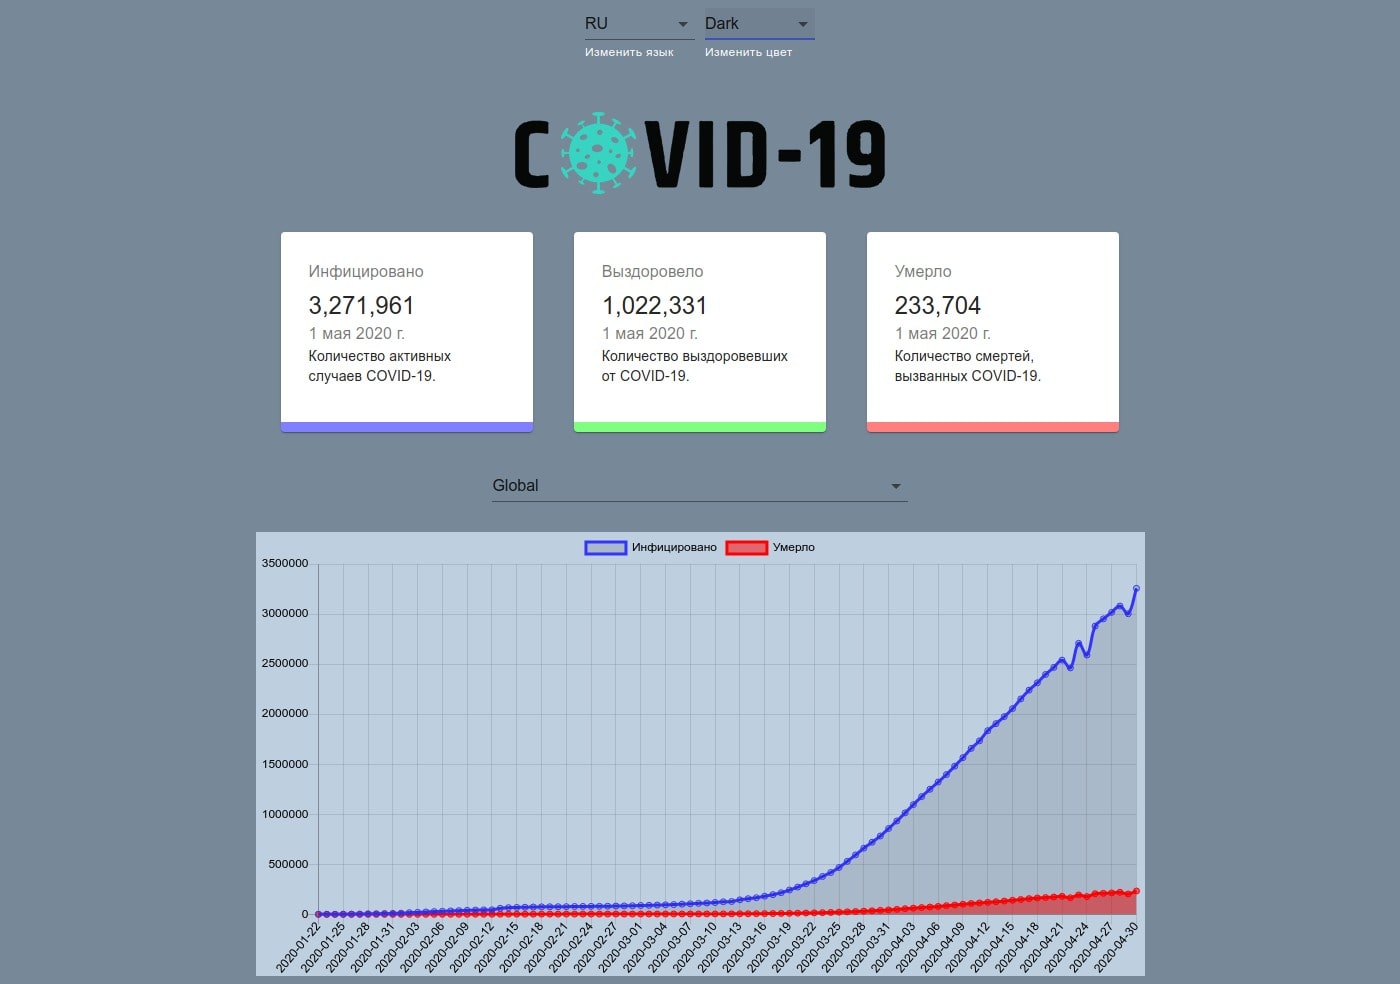 RU Dark
Изменить язык Изменить цвет
COVID-19
Инфицировано
3,271,961
1 мая 2020 г.
Количество активных
случаев COVID-19.
Выздоровело
1,022,331
1 мая 2020 г.
Количество выздоровевших
от COVID-19.
Умерло
233,704
1 мая 2020 г.
Количество смертей,
вызванных COVID-19.
Global
Инфицировано Умерло
3500000
3000000
2500000
2000000
1500000
1000000
500000
0
2020-01-22
2020-01-25
2020-01-28
2020-01-31
2020-02-03
2020-02-06
2020-02-09
2020-02-12
2020-02-15
2020-02-18
2020-02-21
2020-02-24
2020-02-27
2020-03-01
2020-03-04
2020-03-07
2020-03-10
2020-03-13
2020-03-16
2020-03-19
2020-03-22
2020-03-25
2020-03-28
2020-03-31
2020-04-03
2020-04-06
2020-04-09
2020-04-12
2020-04-15
2020-04-18
2020-04-21
2020-04-24
2020-04-27
2020-04-30